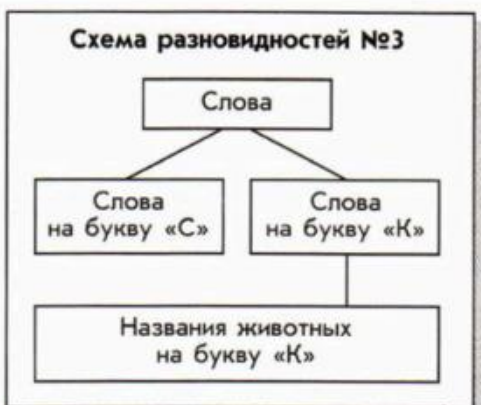 Схема разновидностей №3
Слова
Слова
на букву «С»
Слова
на букву «К»
Названия животных
на букву «К»